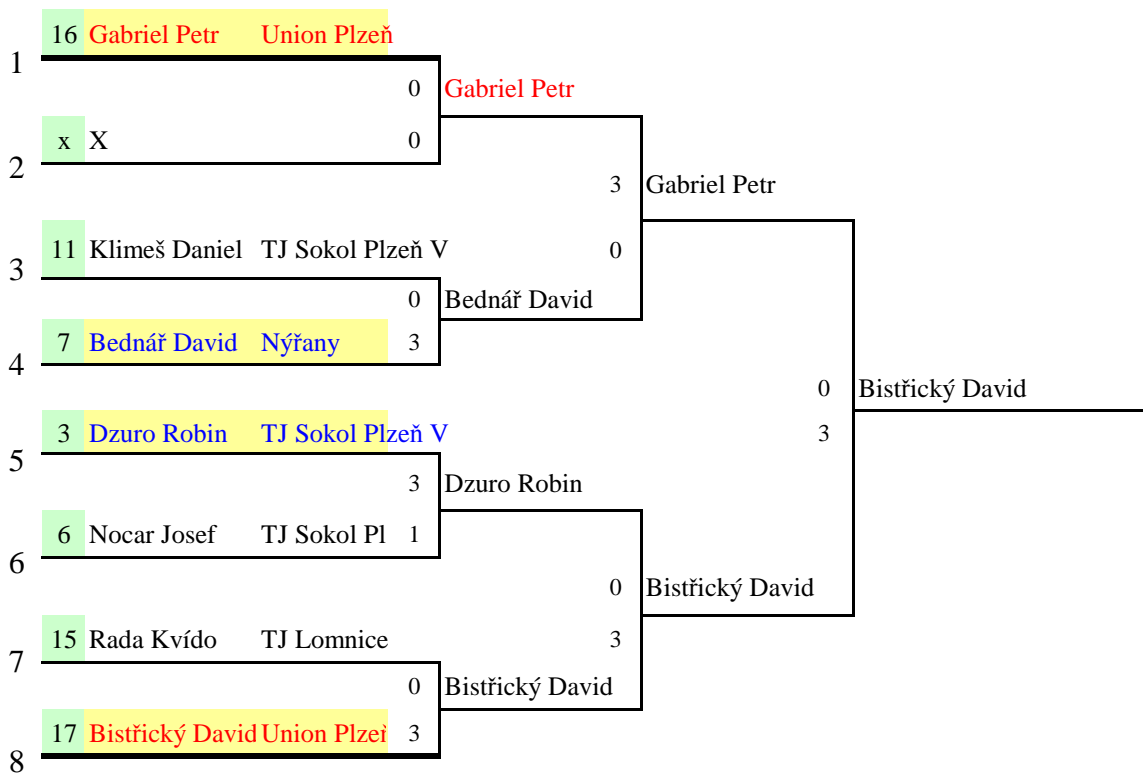 16 Gabriel Petr Union Plzeň
1
0 Gabriel Petr
x X 0
2
3 Gabriel Petr
11 Klimeš Daniel TJ Sokol Plzeň V 0
3
0 Bednář David
7 Bednář David Nýřany 3
4
0 Bistřický David
3 Dzuro Robin TJ Sokol Plzeň V 3
5
3 Dzuro Robin
6 Nocar Josef TJ Sokol Pl 1
6
0 Bistřický David
15 Rada Kvído TJ Lomnice 3
7
0 Bistřický David
17 Bistřický David Union Plzeň 3
8